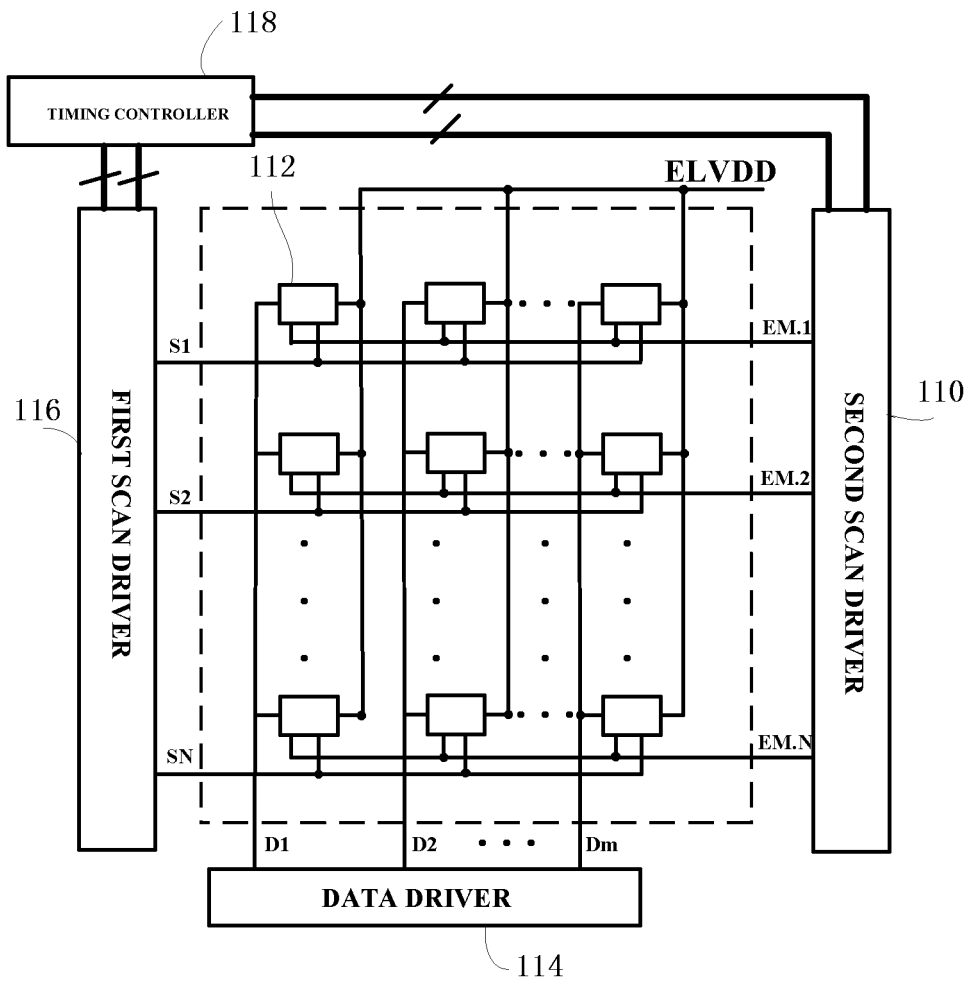 118
TIMING CONTROLLER
112
ELVDD
EM.1
S1
116
110
FIRST SCAN DRIVER
SECOND SCAN DRIVER
EM.2
S2
EM.N
SN
D1 D2 Dm
DATA DRIVER
114